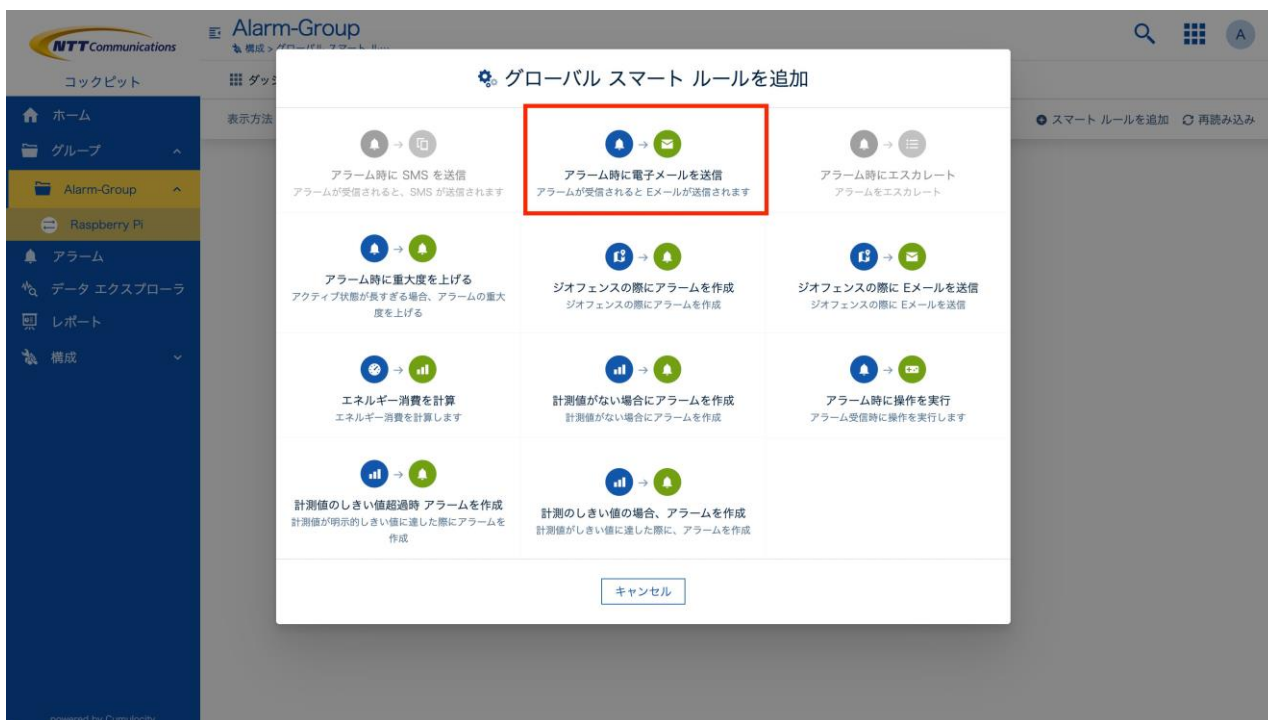 NTT Communications
コックピット
ホーム
グループ
Alarm-Group
Raspberry Pi
アラーム
データ エクスプローラ
レポート
構成
powered by Cumulocity
Alarm-Group
構成 > グローバル スマート ル…
A
ダッシ
表示方法
スマート ルールを追加 再読み込み
グローバル スマート ルールを追加
アラーム時に SMS を送信
アラームが受信されると、SMS が送信されます
アラーム時に電子メールを送信
アラームが受信されると Eメールが送信されます
アラーム時にエスカレート
アラームをエスカレート
アラーム時に重大度を上げる
アクティブ状態が長すぎる場合、アラームの重大
度を上げる
ジオフェンスの際にアラームを作成
ジオフェンスの際にアラームを作成
ジオフェンスの際に Eメールを送信
ジオフェンスの際に Eメールを送信
エネルギー消費を計算
エネルギー消費を計算します
計測値がない場合にアラームを作成
計測値がない場合にアラームを作成
アラーム時に操作を実行
アラーム受信時に操作を実行します
計測値のしきい値超過時 アラームを作成
計測値が明示的しきい値に達した際にアラームを
作成
計測のしきい値の場合、アラームを作成
計測値がしきい値に達した際に、アラームを作成
キャンセル